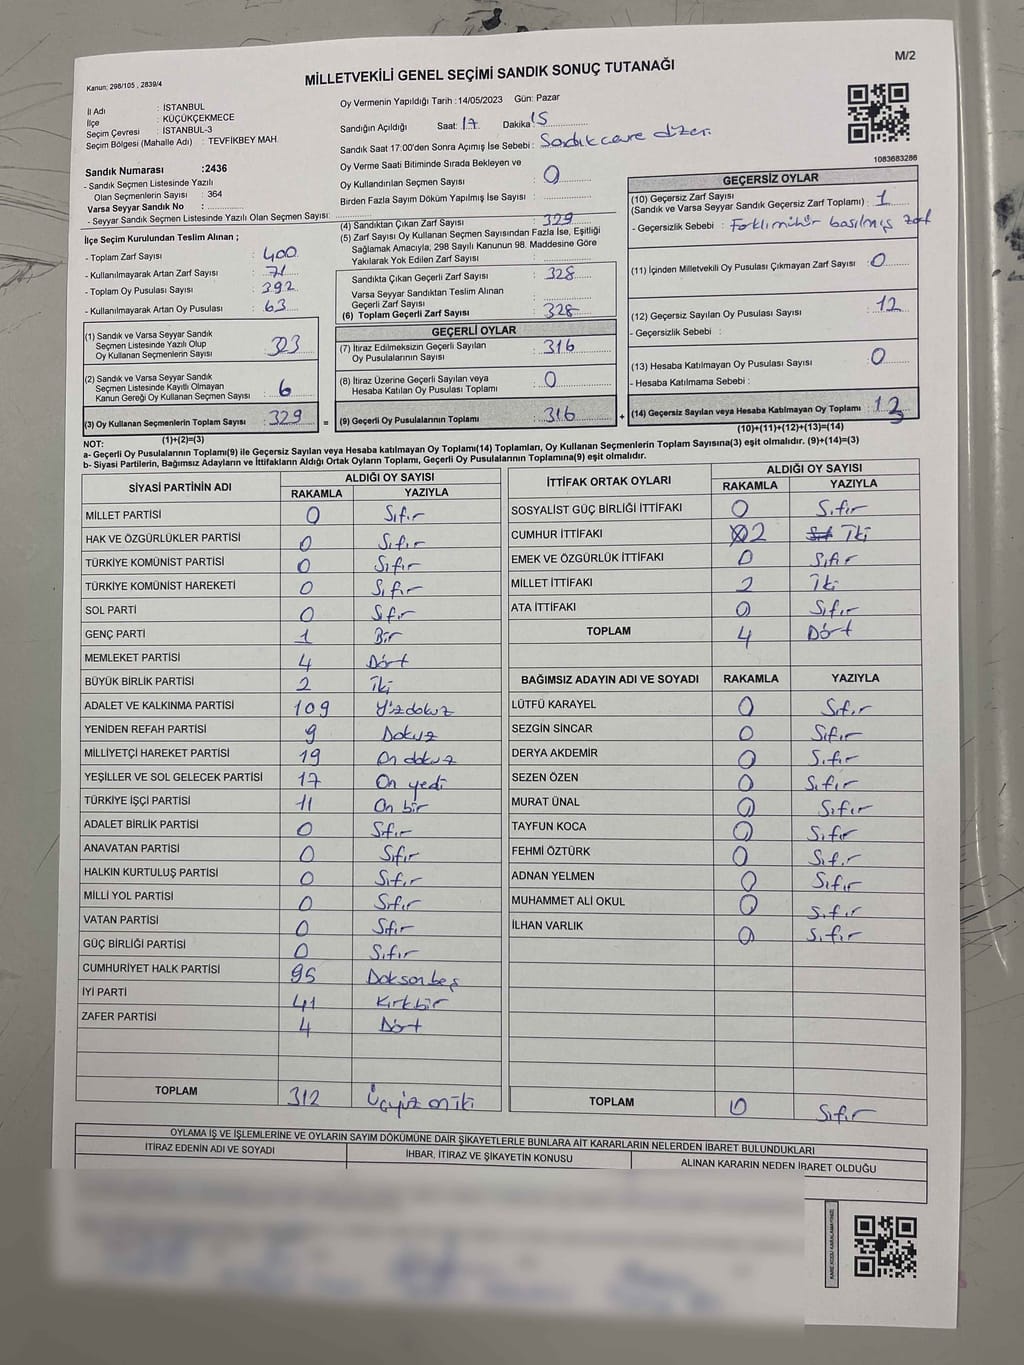 M/2
Kanun: 298/105 , 2839/4
MİLLETVEKİLİ GENEL SEÇİMİ SANDIK SONUÇ TUTANAĞI
İl Adı : İSTANBUL
İlçe : KÜÇÜKÇEKMECE
Seçim Çevresi : İSTANBUL-3
Seçim Bölgesi (Mahalle Adı) : TEVFİKBEY MAH.
Oy Vermenin Yapıldığı Tarih : 14/05/2023 Gün: Pazar
Sandığın Açıldığı Saat: 17 Dakika 15
Sandık Saat 17:00'den Sonra Açımış İse Sebebi : Sandık çevre düzeni
Oy Verme Saati Bitiminde Sırada Bekleyen ve
Oy Kullandırılan Seçmen Sayısı : 0
Birden Fazla Sayım Döküm Yapılmış İse Sayısı :
1083683286
Sandık Numarası :2436
- Sandık Seçmen Listesinde Yazılı
Olan Seçmenlerin Sayısı : 364
Varsa Seyyar Sandık No :
- Seyyar Sandık Seçmen Listesinde Yazılı Olan Seçmen Sayısı:
İlçe Seçim Kurulundan Teslim Alınan ;
- Toplam Zarf Sayısı : 400
- Kullanılmayarak Artan Zarf Sayısı : 71
- Toplam Oy Pusulası Sayısı : 392
- Kullanılmayarak Artan Oy Pusulası : 63
(1) Sandık ve Varsa Seyyar Sandık
Seçmen Listesinde Yazılı Olup
Oy Kullanan Seçmenlerin Sayısı : 323
(2) Sandık ve Varsa Seyyar Sandık
Seçmen Listesinde Kayıtlı Olmayan
Kanun Gereği Oy Kullanan Seçmen Sayısı : 6
(3) Oy Kullanan Seçmenlerin Toplam Sayısı : 329
(1)+(2)=(3)
(4) Sandıktan Çıkan Zarf Sayısı : 329
(5) Zarf Sayısı Oy Kullanan Seçmen Sayısından Fazla İse, Eşitliği
Sağlamak Amacıyla; 298 Sayılı Kanunun 98. Maddesine Göre
Yakılarak Yok Edilen Zarf Sayısı :
Sandıkta Çıkan Geçerli Zarf Sayısı : 328
Varsa Seyyar Sandıktan Teslim Alınan
Geçerli Zarf Sayısı :
(6) Toplam Geçerli Zarf Sayısı : 328
GEÇERLİ OYLAR
(7) İtiraz Edilmeksizin Geçerli Sayılan
Oy Pusulalarının Sayısı : 316
(8) İtiraz Üzerine Geçerli Sayılan veya
Hesaba Katılan Oy Pusulası Toplamı : 0
= (9) Geçerli Oy Pusulalarının Toplamı : 316
GEÇERSİZ OYLAR
(10) Geçersiz Zarf Sayısı : 1
(Sandık ve Varsa Seyyar Sandık Geçersiz Zarf Toplamı)
- Geçersizlik Sebebi : Farklı mühür basılmış zarf
(11) İçinden Milletvekili Oy Pusulası Çıkmayan Zarf Sayısı : 0
(12) Geçersiz Sayılan Oy Pusulası Sayısı : 12
- Geçersizlik Sebebi :
(13) Hesaba Katılmayan Oy Pusulası Sayısı : 0
- Hesaba Katılmama Sebebi :
+ (14) Geçersiz Sayılan veya Hesaba Katılmayan Oy Toplamı : 13
(10)+(11)+(12)+(13)=(14)
NOT:
a- Geçerli Oy Pusulalarının Toplamı(9) ile Geçersiz Sayılan veya Hesaba katılmayan Oy Toplamı(14) Toplamları, Oy Kullanan Seçmenlerin Toplam Sayısına(3) eşit olmalıdır. (9)+(14)=(3)
b- Siyasi Partilerin, Bağımsız Adayların ve İttifakların Aldığı Ortak Oyların Toplamı, Geçerli Oy Pusulalarının Toplamına(9) eşit olmalıdır.
SİYASİ PARTİNİN ADI ALDIĞI OY SAYISI
RAKAMLA YAZIYLA
MİLLET PARTİSİ 0 Sıfır
HAK VE ÖZGÜRLÜKLER PARTİSİ 0 Sıfır
TÜRKİYE KOMÜNİST PARTİSİ 0 Sıfır
TÜRKİYE KOMÜNİST HAREKETİ 0 Sıfır
SOL PARTİ 0 Sıfır
GENÇ PARTİ 1 Bir
MEMLEKET PARTİSİ 4 Dört
BÜYÜK BİRLİK PARTİSİ 2 İki
ADALET VE KALKINMA PARTİSİ 109 Yüzdokuz
YENİDEN REFAH PARTİSİ 9 Dokuz
MİLLİYETÇİ HAREKET PARTİSİ 19 On dokuz
YEŞİLLER VE SOL GELECEK PARTİSİ 17 On yedi
TÜRKİYE İŞÇİ PARTİSİ 11 On bir
ADALET BİRLİK PARTİSİ 0 Sıfır
ANAVATAN PARTİSİ 0 Sıfır
HALKIN KURTULUŞ PARTİSİ 0 Sıfır
MİLLİ YOL PARTİSİ 0 Sıfır
VATAN PARTİSİ 0 Sıfır
GÜÇ BİRLİĞİ PARTİSİ 0 Sıfır
CUMHURİYET HALK PARTİSİ 95 Doksanbeş
İYİ PARTİ 41 Kırkbir
ZAFER PARTİSİ 4 Dört
TOPLAM 312 Üçyüz oniki
İTTİFAK ORTAK OYLARI ALDIĞI OY SAYISI
RAKAMLA YAZIYLA
SOSYALİST GÜÇ BİRLİĞİ İTTİFAKI 0 Sıfır
CUMHUR İTTİFAKI 2 İki
EMEK VE ÖZGÜRLÜK İTTİFAKI 0 Sıfır
MİLLET İTTİFAKI 2 İki
ATA İTTİFAKI 0 Sıfır
TOPLAM 4 Dört
BAĞIMSIZ ADAYIN ADI VE SOYADI RAKAMLA YAZIYLA
LÜTFÜ KARAYEL 0 Sıfır
SEZGİN SİNCAR 0 Sıfır
DERYA AKDEMİR 0 Sıfır
SEZEN ÖZEN 0 Sıfır
MURAT ÜNAL 0 Sıfır
TAYFUN KOCA 0 Sıfır
FEHMİ ÖZTÜRK 0 Sıfır
ADNAN YELMEN 0 Sıfır
MUHAMMET ALİ OKUL 0 Sıfır
İLHAN VARLIK 0 Sıfır
TOPLAM 0 Sıfır
OYLAMA İŞ VE İŞLEMLERİNE VE OYLARIN SAYIM DÖKÜMÜNE DAİR ŞİKAYETLERLE BUNLARA AİT KARARLARIN NELERDEN İBARET BULUNDUKLARI
İTİRAZ EDENİN ADI VE SOYADI İHBAR, İTİRAZ VE ŞİKAYETİN KONUSU ALINAN KARARIN NEDEN İBARET OLDUĞU
KARE KODU KARALAMAYINIZ!